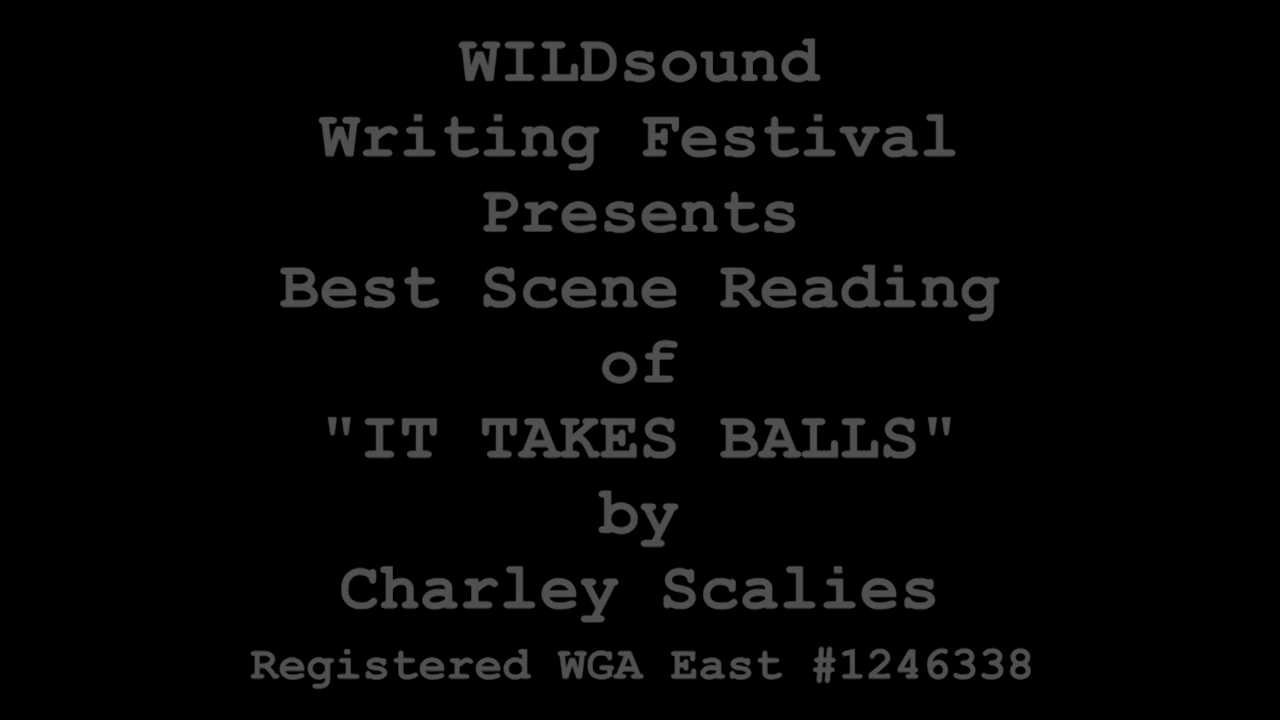 WILDsound
Writing Festival
Presents
Best Scene Reading
of
"IT TAKES BALLS"
by
Charley Scalies
Registered WGA East #1246338